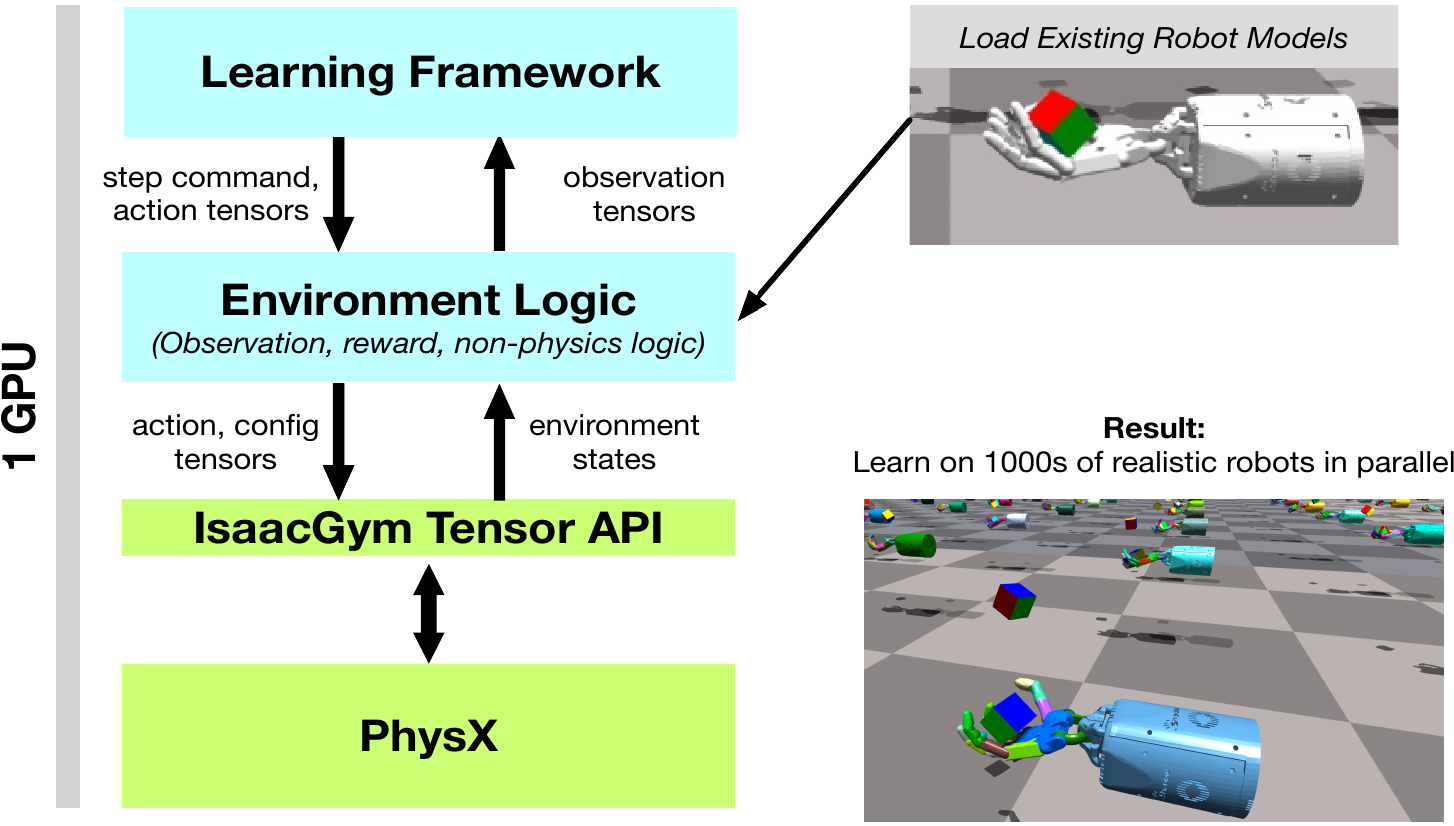 1 GPU
Learning Framework
step command,
action tensors
observation
tensors
Environment Logic
(Observation, reward, non-physics logic)
action, config
tensors
environment
states
IsaacGym Tensor API
PhysX
Load Existing Robot Models
Result:
Learn on 1000s of realistic robots in parallel